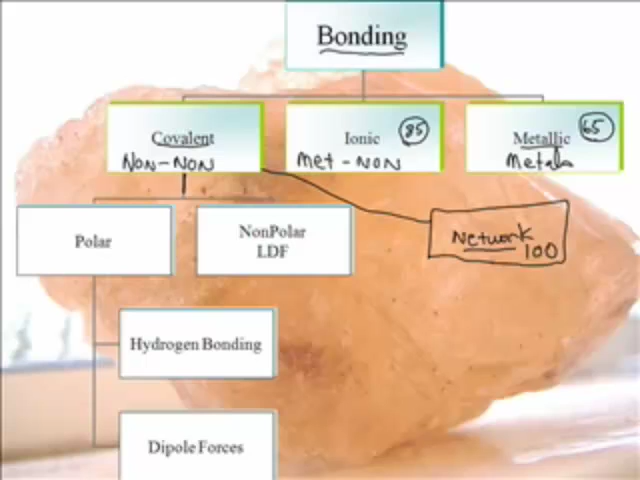 Bonding
Covalent
Non-Non
Ionic
85
Met-Non
Metallic
65
Metals
Polar
NonPolar
LDF
Network
100
Hydrogen Bonding
Dipole Forces